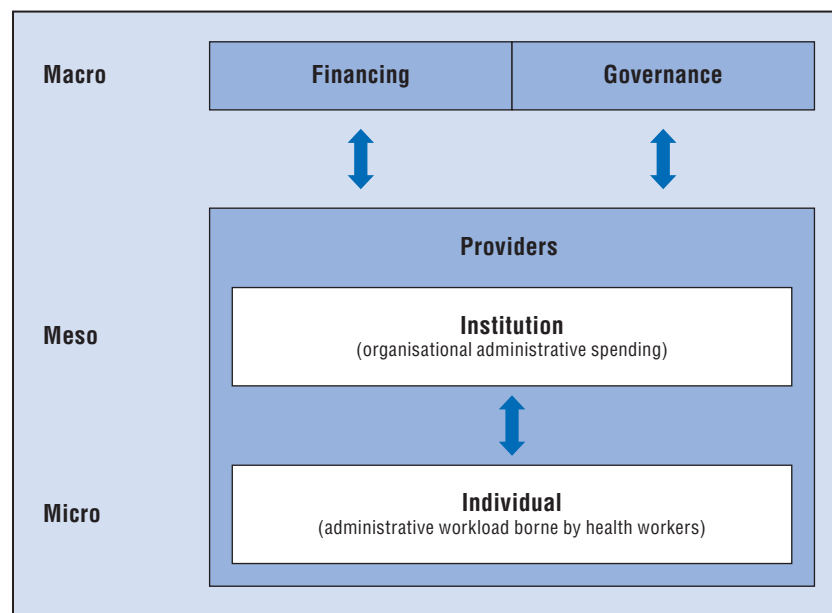 Macro
Financing
Governance
Providers
Meso
Institution
(organisational administrative spending)
Micro
Individual
(administrative workload borne by health workers)